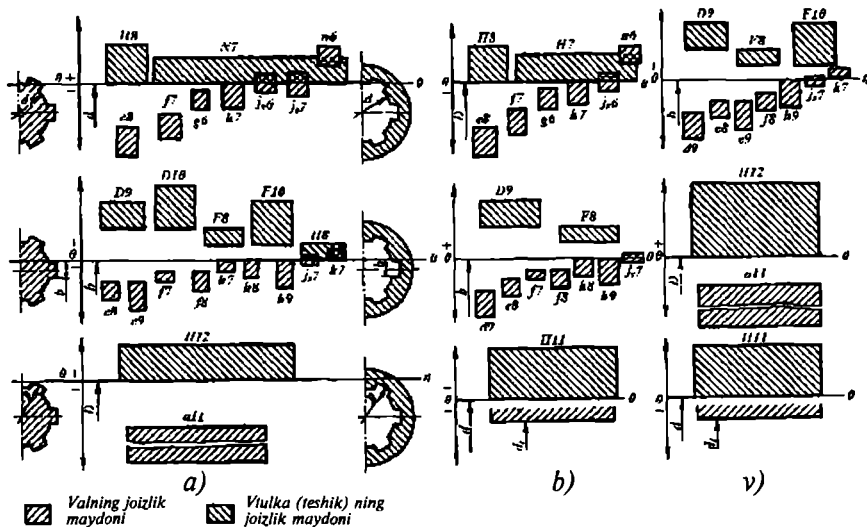 H8 N7 n6
e8 f7 g6 h7 js6 js7
d
H8 H7 n6
e8 f7 g6 h7 js6
D
D9 F8 F10
d9 e8 e9 f8 h9 js7
b
D9 D10 F8 F10 H8
e8 e9 f7 f8 h7 h8 h9 js7 k7
b
D9 F8
d9 e8 f7 f8 h8 h9 js7
b
H12
a11
D
H12
a11
D
H11
d
d₁
H11
d
d₁
a) b) v)
Valning joizlik maydoni
Vtulka (teshik) ning joizlik maydoni